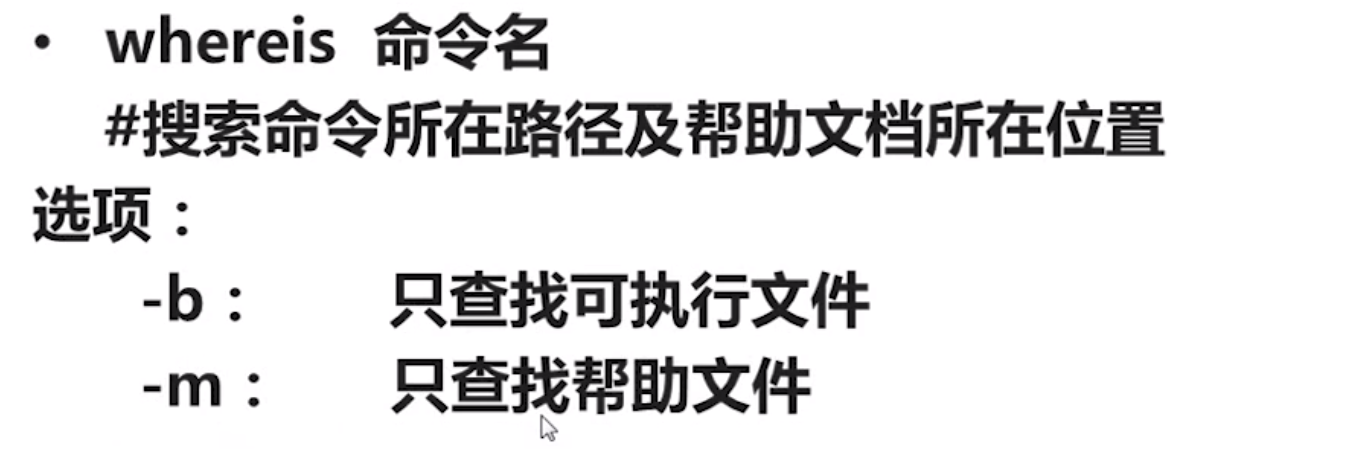 • whereis 命令名
#搜索命令所在路径及帮助文档所在位置
选项：
-b： 只查找可执行文件
-m： 只查找帮助文件